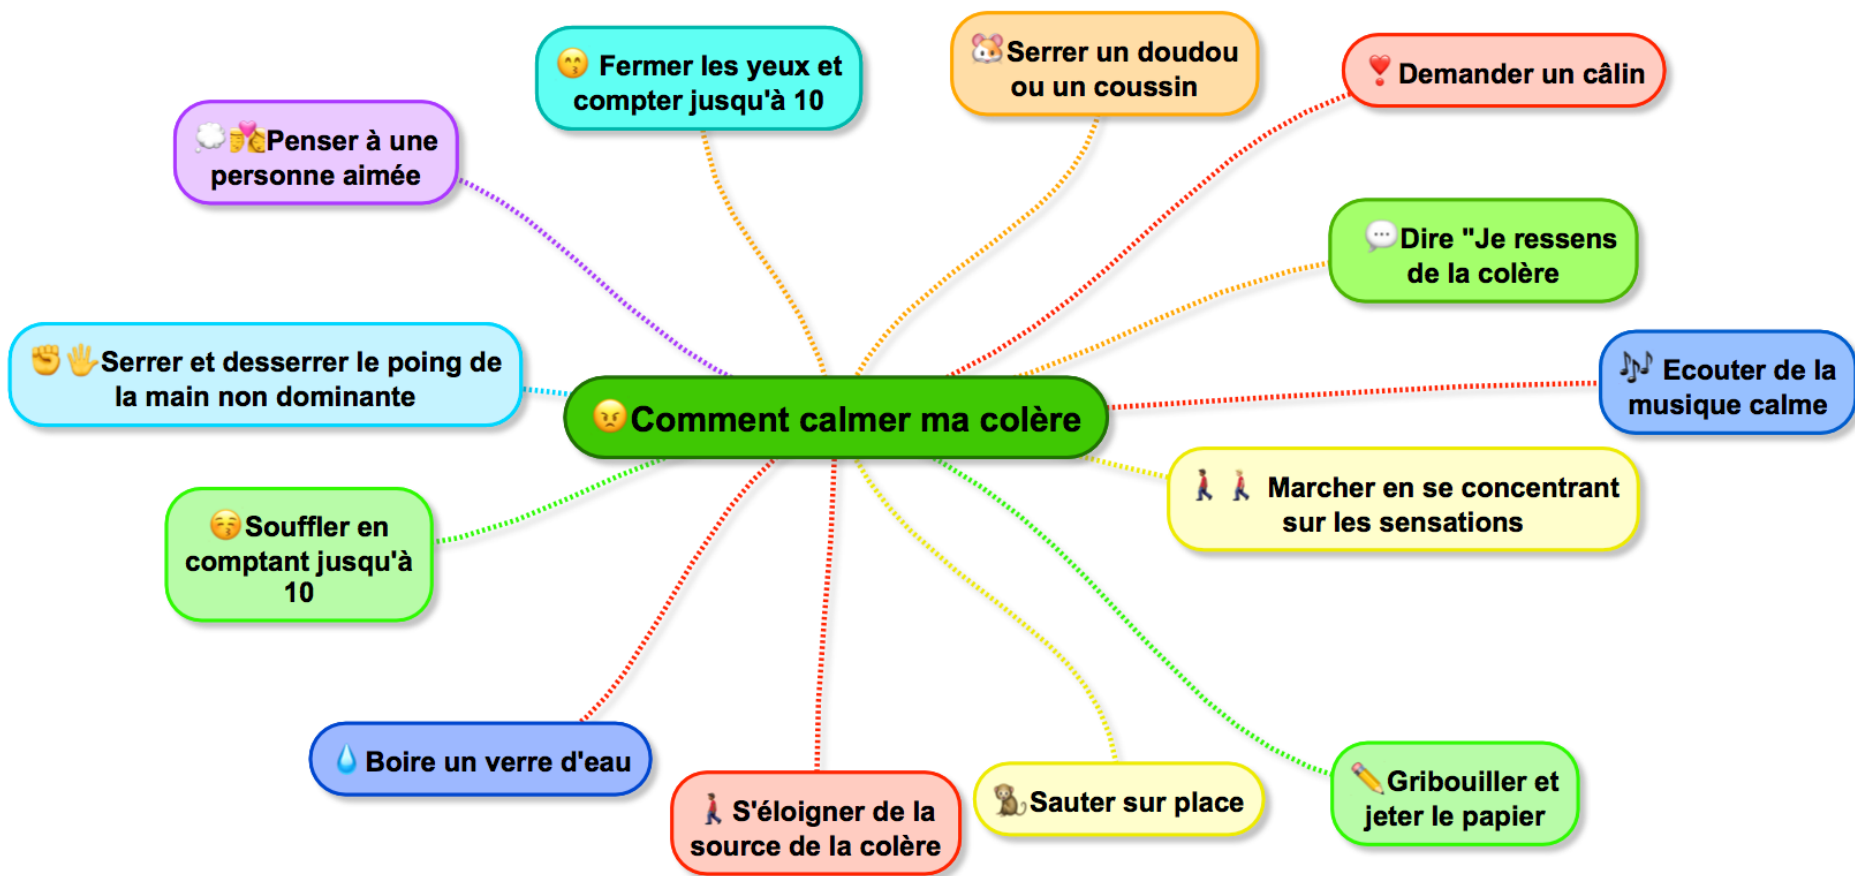 Fermer les yeux et
compter jusqu'à 10
Serrer un doudou
ou un coussin
Demander un câlin
Penser à une
personne aimée
Dire "Je ressens
de la colère
Serrer et desserrer le poing de
la main non dominante
Comment calmer ma colère
Ecouter de la
musique calme
Marcher en se concentrant
sur les sensations
Souffler en
comptant jusqu'à
10
Boire un verre d'eau
S'éloigner de la
source de la colère
Sauter sur place
Gribouiller et
jeter le papier